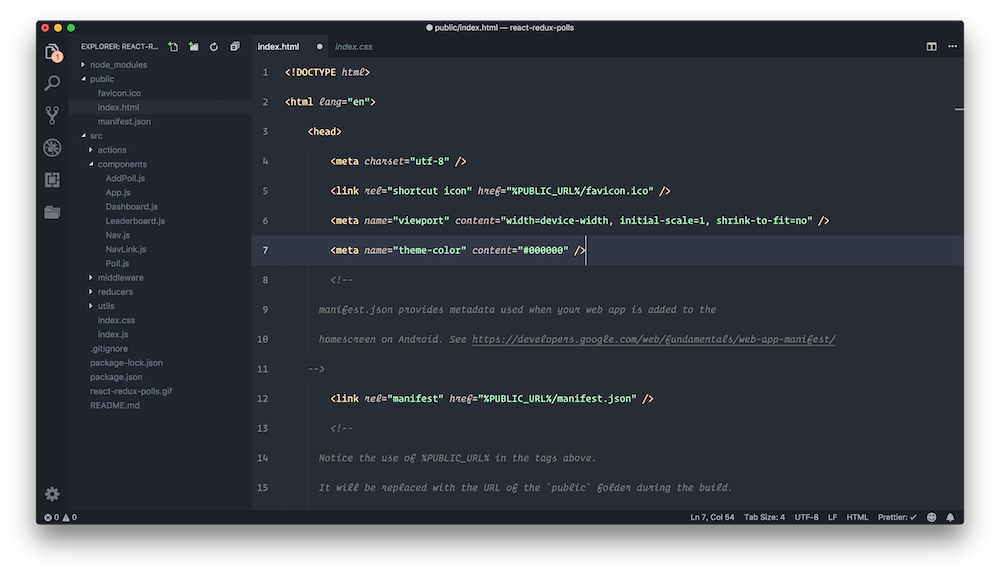 public/index.html — react-redux-polls
1
EXPLORER: REACT-R...
index.html
index.css
node_modules
public
favicon.ico
index.html
manifest.json
src
actions
components
AddPoll.js
App.js
Dashboard.js
Leaderboard.js
Nav.js
NavLink.js
Poll.js
middleware
reducers
utils
index.css
index.js
.gitignore
package-lock.json
package.json
react-redux-polls.gif
README.md
1 <!DOCTYPE html>
2 <html lang="en">
3 <head>
4 <meta charset="utf-8" />
5 <link rel="shortcut icon" href="%PUBLIC_URL%/favicon.ico" />
6 <meta name="viewport" content="width=device-width, initial-scale=1, shrink-to-fit=no" />
7 <meta name="theme-color" content="#000000" />
8 <!--
9 manifest.json provides metadata used when your web app is added to the
10 homescreen on Android. See https://developers.google.com/web/fundamentals/web-app-manifest/
11 -->
12 <link rel="manifest" href="%PUBLIC_URL%/manifest.json" />
13 <!--
14 Notice the use of %PUBLIC_URL% in the tags above.
15 It will be replaced with the URL of the `public` folder during the build.
0 0 Ln 7, Col 54 Tab Size: 4 UTF-8 LF HTML Prettier: ✓